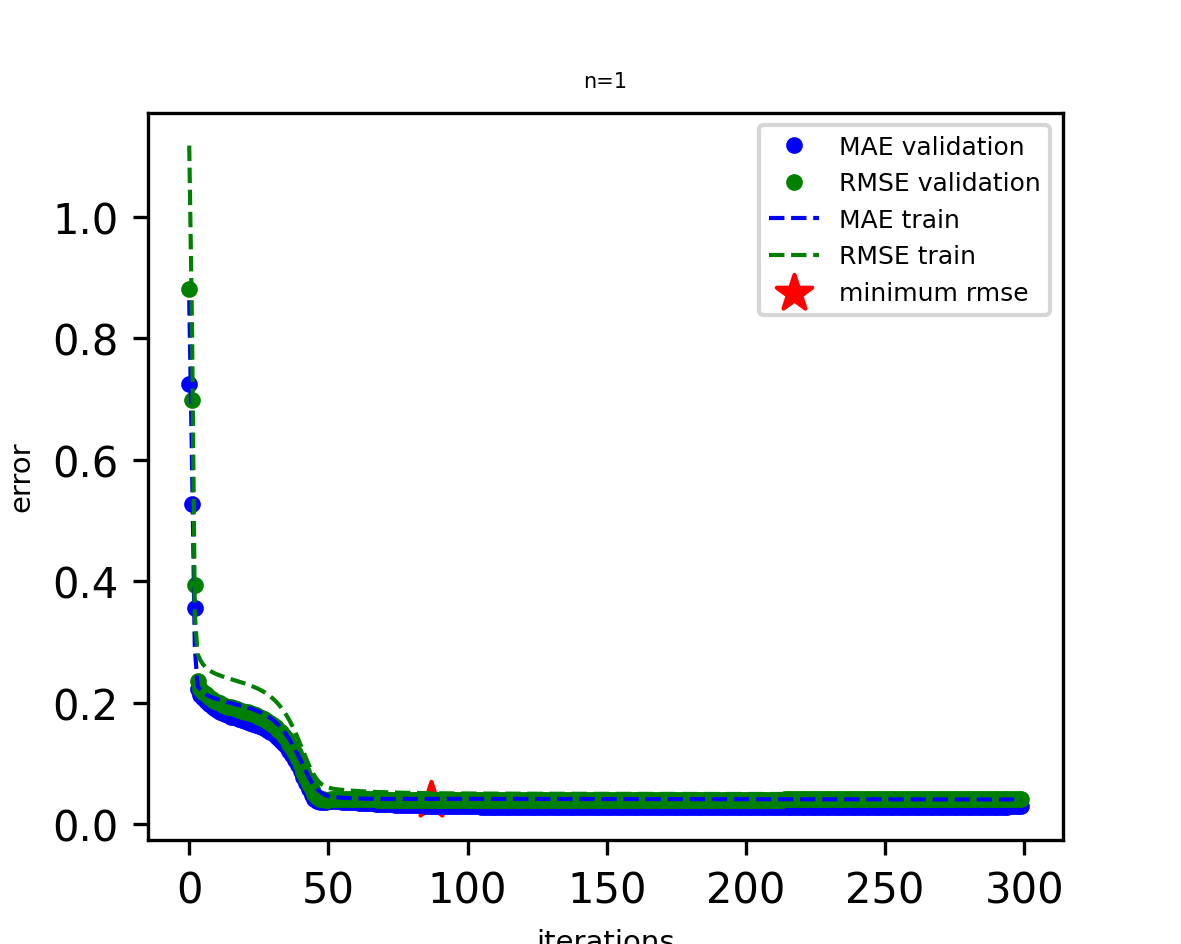 n=1
MAE validation
RMSE validation
MAE train
RMSE train
minimum rmse
1.0
0.8
0.6
0.4
0.2
0.0
error
0 50 100 150 200 250 300
iterations